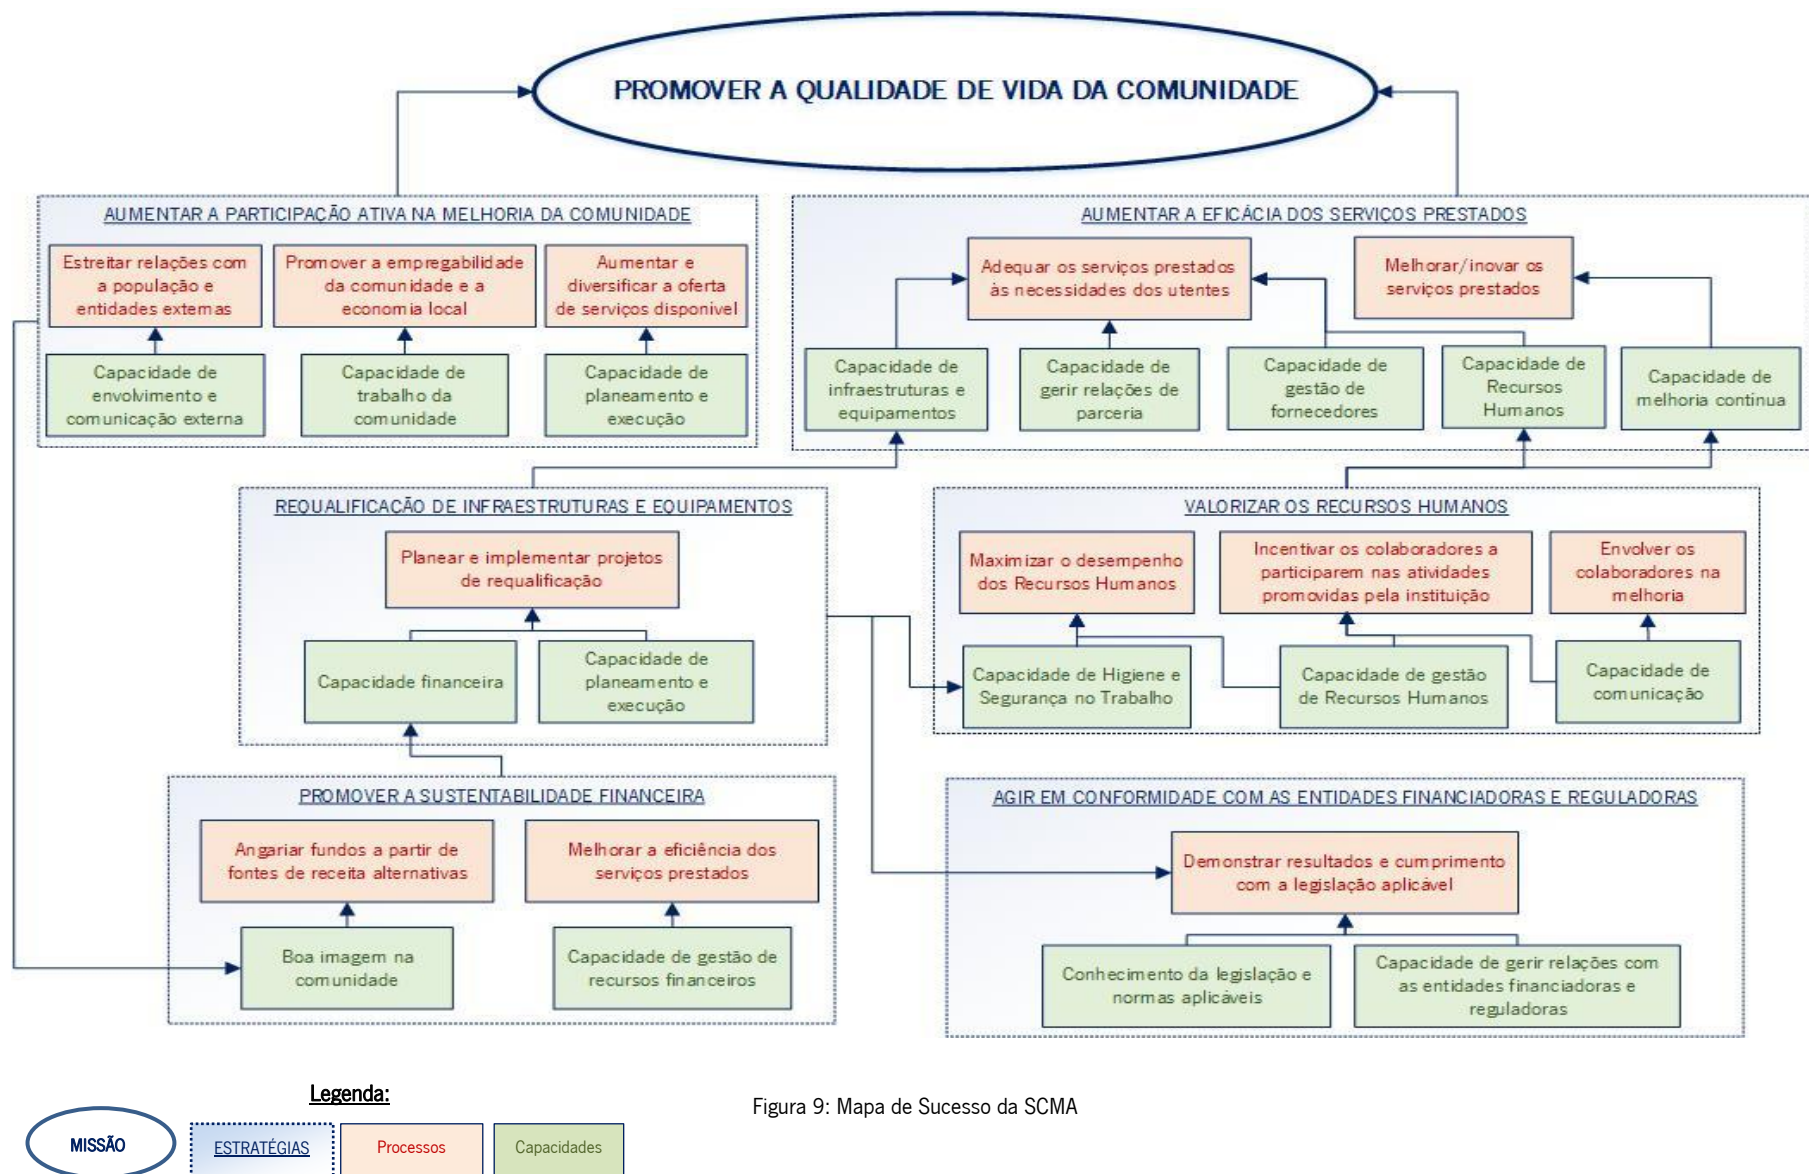 PROMOVER A QUALIDADE DE VIDA DA COMUNIDADE
AUMENTAR A PARTICIPAÇÃO ATIVA NA MELHORIA DA COMUNIDADE
Estreitar relações com
a população e
entidades externas
Promover a empregabilidade
da comunidade e a
economia local
Aumentar e
diversificar a oferta
de serviços disponivel
Capacidade de
envolvimento e
comunicação externa
Capacidade de
trabalho da
comunidade
Capacidade de
planeamento e
execução
AUMENTAR A EFICÁCIA DOS SERVIÇOS PRESTADOS
Adequar os serviços prestados
às necessidades dos utentes
Melhorar/inovar os
serviços prestados
Capacidade de
infraestruturas e
equipamentos
Capacidade de
gerir relações de
parceria
Capacidade de
gestão de
fornecedores
Capacidade de
Recursos
Humanos
Capacidade de
melhoria continua
REQUALIFICAÇÃO DE INFRAESTRUTURAS E EQUIPAMENTOS
Planear e implementar projetos
de requalificação
Capacidade financeira
Capacidade de
planeamento e
execução
VALORIZAR OS RECURSOS HUMANOS
Maximizar o desempenho
dos Recursos Humanos
Incentivar os colaboradores a
participarem nas atividades
promovidas pela instituição
Envolver os
colaboradores na
melhoria
Capacidade de Higiene e
Segurança no Trabalho
Capacidade de gestão
de Recursos Humanos
Capacidade de
comunicação
PROMOVER A SUSTENTABILIDADE FINANCEIRA
Angariar fundos a partir de
fontes de receita alternativas
Melhorar a eficiência dos
serviços prestados
Boa imagem na
comunidade
Capacidade de gestão de
recursos financeiros
AGIR EM CONFORMIDADE COM AS ENTIDADES FINANCIADORAS E REGULADORAS
Demonstrar resultados e cumprimento
com a legislação aplicável
Conhecimento da legislação e
normas aplicáveis
Capacidade de gerir relações com
as entidades financiadoras e
reguladoras
Legenda:
MISSÃO
ESTRATÉGIAS
Processos
Capacidades
Figura 9: Mapa de Sucesso da SCMA